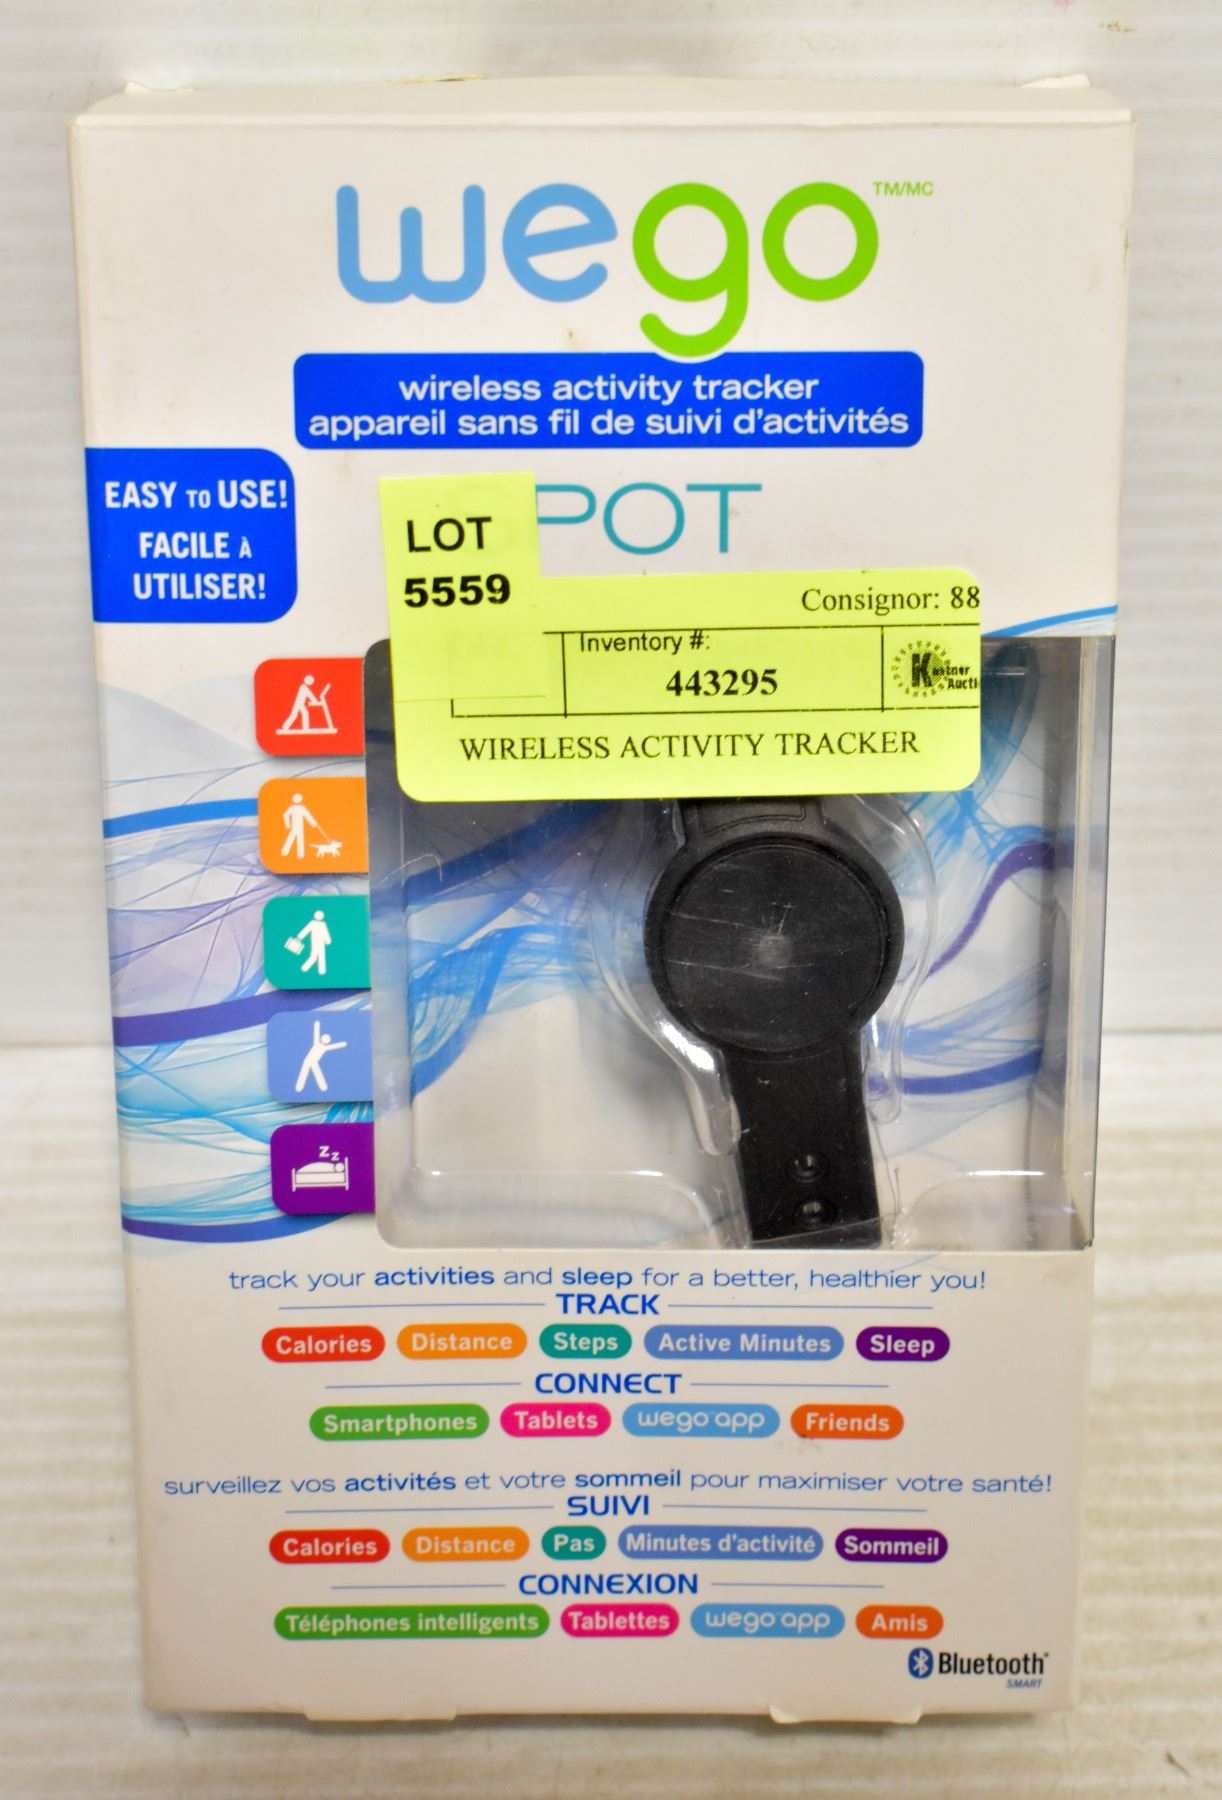 wego TM/MC
wireless activity tracker
appareil sans fil de suivi d'activités
EASY TO USE!
FACILE À
UTILISER!
SPOT
LOT
5559
Consignor: 88
Inventory #:
443295
WIRELESS ACTIVITY TRACKER
zz
track your activities and sleep for a better, healthier you!
TRACK
Calories Distance Steps Active Minutes Sleep
CONNECT
Smartphones Tablets wego app Friends
surveillez vos activités et votre sommeil pour maximiser votre santé!
SUIVI
Calories Distance Pas Minutes d'activité Sommeil
CONNEXION
Téléphones intelligents Tablettes wego app Amis
Bluetooth®
SMART